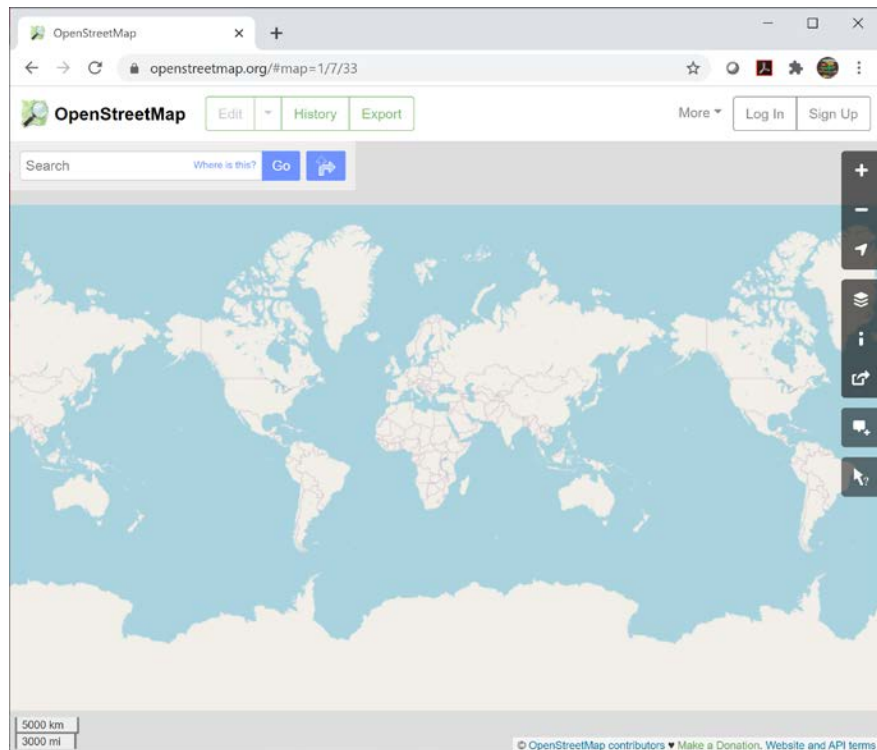 OpenStreetMap
openstreetmap.org/#map=1/7/33
OpenStreetMap Edit History Export More Log In Sign Up
Search Where is this? Go
5000 km
3000 mi
© OpenStreetMap contributors ♥ Make a Donation. Website and API terms